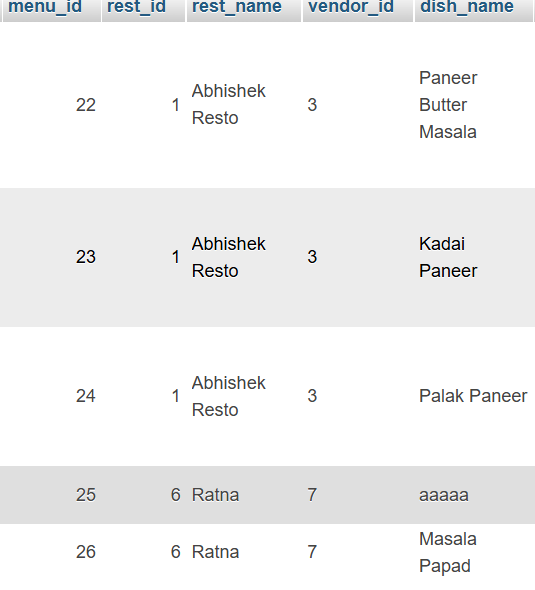 menu_id rest_id rest_name vendor_id dish_name
22 1 Abhishek Resto 3 Paneer Butter Masala
23 1 Abhishek Resto 3 Kadai Paneer
24 1 Abhishek Resto 3 Palak Paneer
25 6 Ratna 7 aaaaa
26 6 Ratna 7 Masala Papad